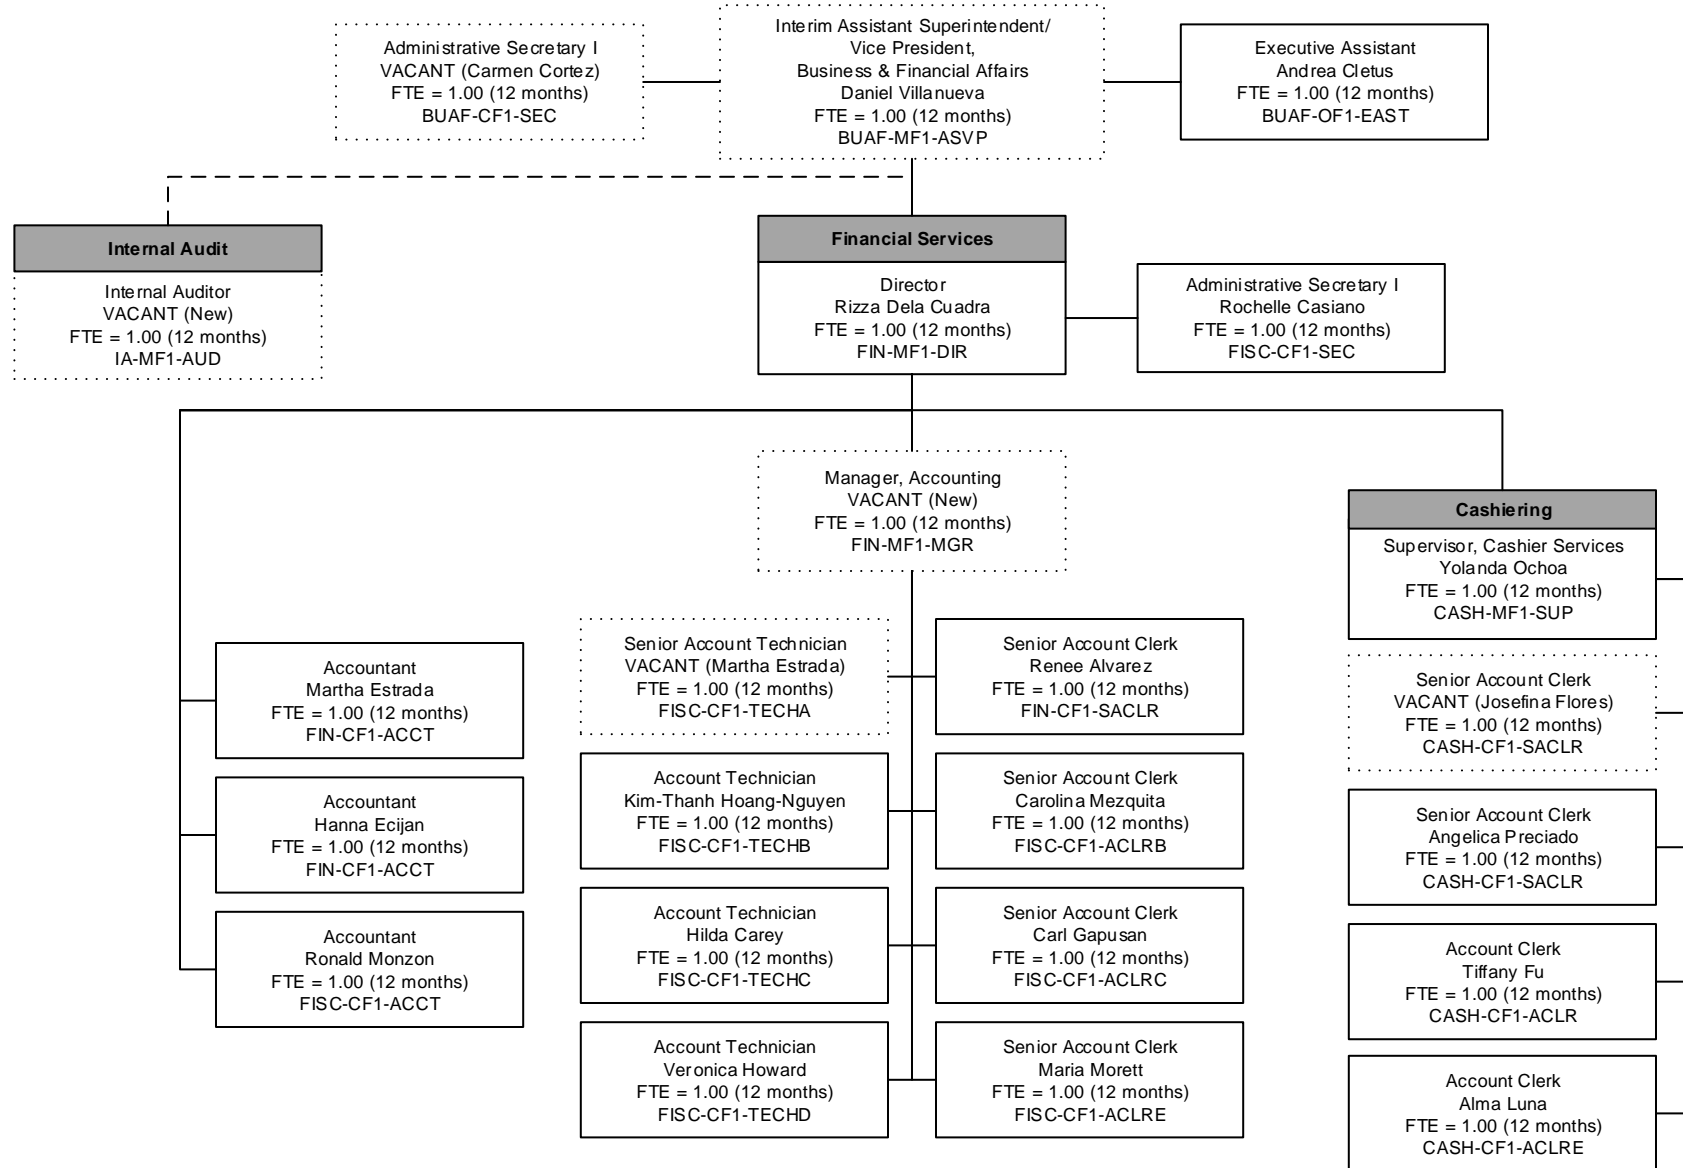 Administrative Secretary I
VACANT (Carmen Cortez)
FTE = 1.00 (12 months)
BUAF-CF1-SEC
Interim Assistant Superintendent/
Vice President,
Business & Financial Affairs
Daniel Villanueva
FTE = 1.00 (12 months)
BUAF-MF1-ASVP
Executive Assistant
Andrea Cletus
FTE = 1.00 (12 months)
BUAF-OF1-EAST
Internal Audit
Internal Auditor
VACANT (New)
FTE = 1.00 (12 months)
IA-MF1-AUD
Financial Services
Director
Rizza Dela Cuadra
FTE = 1.00 (12 months)
FIN-MF1-DIR
Administrative Secretary I
Rochelle Casiano
FTE = 1.00 (12 months)
FISC-CF1-SEC
Manager, Accounting
VACANT (New)
FTE = 1.00 (12 months)
FIN-MF1-MGR
Accountant
Martha Estrada
FTE = 1.00 (12 months)
FIN-CF1-ACCT
Accountant
Hanna Ecijan
FTE = 1.00 (12 months)
FIN-CF1-ACCT
Accountant
Ronald Monzon
FTE = 1.00 (12 months)
FISC-CF1-ACCT
Senior Account Technician
VACANT (Martha Estrada)
FTE = 1.00 (12 months)
FISC-CF1-TECHA
Account Technician
Kim-Thanh Hoang-Nguyen
FTE = 1.00 (12 months)
FISC-CF1-TECHB
Account Technician
Hilda Carey
FTE = 1.00 (12 months)
FISC-CF1-TECHC
Account Technician
Veronica Howard
FTE = 1.00 (12 months)
FISC-CF1-TECHD
Senior Account Clerk
Renee Alvarez
FTE = 1.00 (12 months)
FIN-CF1-SACLR
Senior Account Clerk
Carolina Mezquita
FTE = 1.00 (12 months)
FISC-CF1-ACLRB
Senior Account Clerk
Carl Gapusan
FTE = 1.00 (12 months)
FISC-CF1-ACLRC
Senior Account Clerk
Maria Morett
FTE = 1.00 (12 months)
FISC-CF1-ACLRE
Cashiering
Supervisor, Cashier Services
Yolanda Ochoa
FTE = 1.00 (12 months)
CASH-MF1-SUP
Senior Account Clerk
VACANT (Josefina Flores)
FTE = 1.00 (12 months)
CASH-CF1-SACLR
Senior Account Clerk
Angelica Preciado
FTE = 1.00 (12 months)
CASH-CF1-SACLR
Account Clerk
Tiffany Fu
FTE = 1.00 (12 months)
CASH-CF1-ACLR
Account Clerk
Alma Luna
FTE = 1.00 (12 months)
CASH-CF1-ACLRE